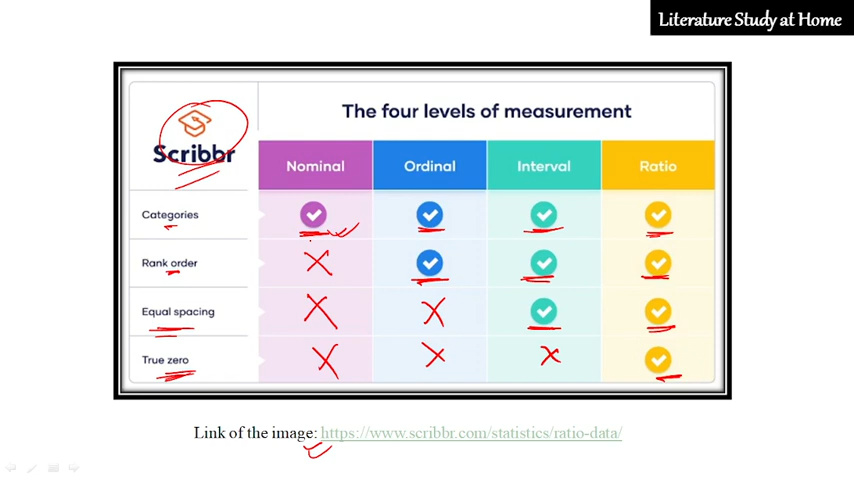 Literature Study at Home
The four levels of measurement
Scribbr
Nominal Ordinal Interval Ratio
Categories
Rank order
Equal spacing
True zero
Link of the image: https://www.scribbr.com/statistics/ratio-data/